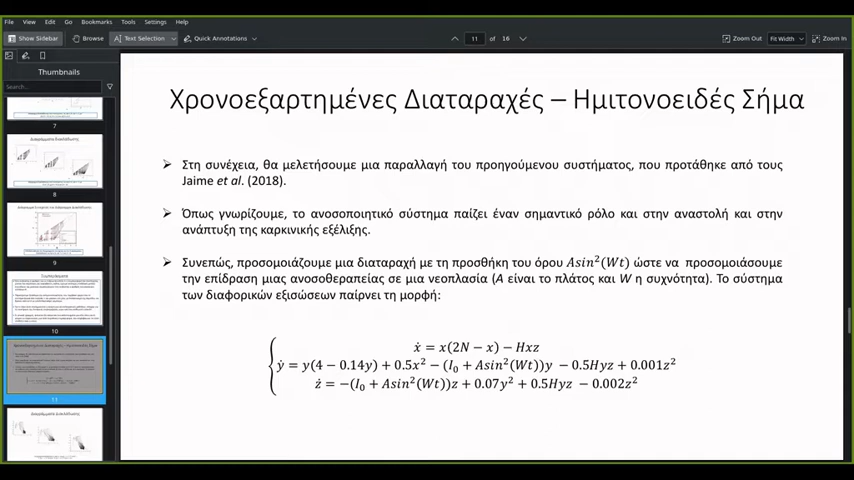 File View Edit Go Bookmarks Tools Settings Help
Show Sidebar Browse Text Selection Quick Annotations 11 of 16 Zoom Out Fit Width Zoom In
Thumbnails
Search...
7
8
9
10
11
Χρονοεξαρτημένες Διαταραχές – Ημιτονοειδές Σήμα
➢ Στη συνέχεια, θα μελετήσουμε μια παραλλαγή του προηγούμενου συστήματος, που προτάθηκε από τους
Jaime et al. (2018).
➢ Όπως γνωρίζουμε, το ανοσοποιητικό σύστημα παίζει έναν σημαντικό ρόλο και στην αναστολή και στην
ανάπτυξη της καρκινικής εξέλιξης.
➢ Συνεπώς, προσομοιάζουμε μια διαταραχή με τη προσθήκη του όρου Asin²(Wt) ώστε να προσομοιάσουμε
την επίδραση μιας ανοσοθεραπείας σε μια νεοπλασία (A είναι το πλάτος και W η συχνότητα). Το σύστημα
των διαφορικών εξισώσεων παίρνει τη μορφή:
ẋ = x(2N − x) − Hxz
ẏ = y(4 − 0.14y) + 0.5x² − (I₀ + Asin²(Wt))y − 0.5Hyz + 0.001z²
ż = −(I₀ + Asin²(Wt))z + 0.07y² + 0.5Hyz − 0.002z²